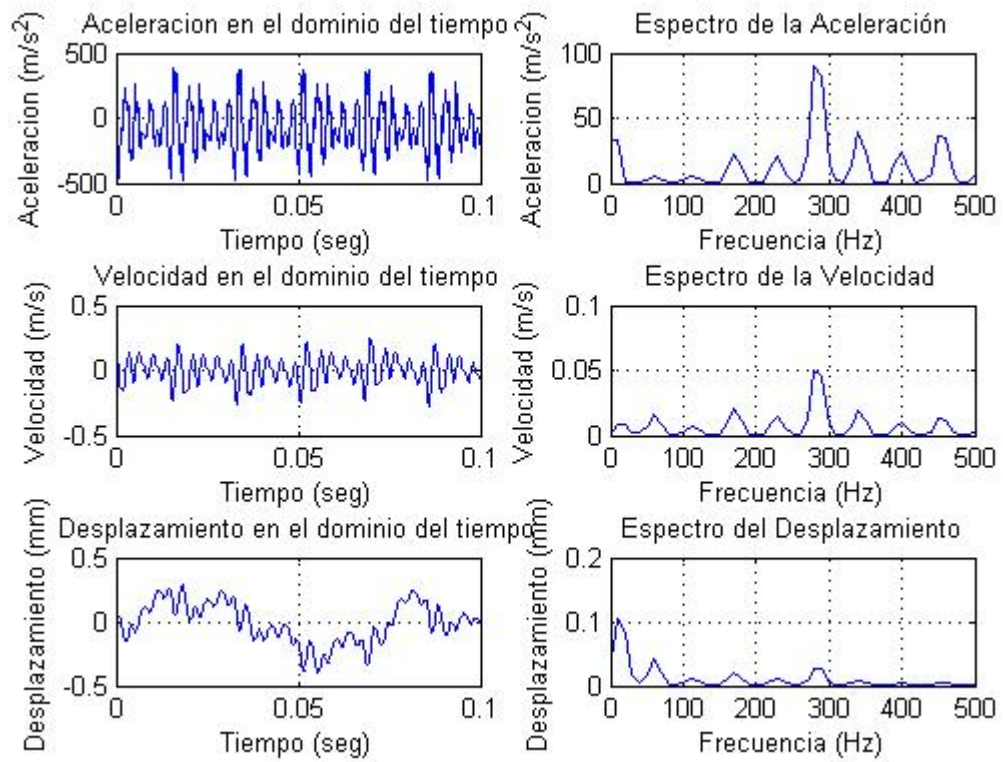 Aceleracion en el dominio del tiempo
Aceleracion (m/s²)
500
0
-500
0
0.05
0.1
Tiempo (seg)
Espectro de la Aceleración
Aceleracion (m/s²)
100
50
0
0
100
200
300
400
500
Frecuencia (Hz)
Velocidad en el dominio del tiempo
Velocidad (m/s)
0.5
0
-0.5
0
0.05
0.1
Tiempo (seg)
Espectro de la Velocidad
Velocidad (m/s)
0.1
0.05
0
0
100
200
300
400
500
Frecuencia (Hz)
Desplazamiento en el dominio del tiempo
Desplazamiento (mm)
0.5
0
-0.5
0
0.05
0.1
Tiempo (seg)
Espectro del Desplazamiento
Desplazamiento (mm)
0.2
0.1
0
0
100
200
300
400
500
Frecuencia (Hz)